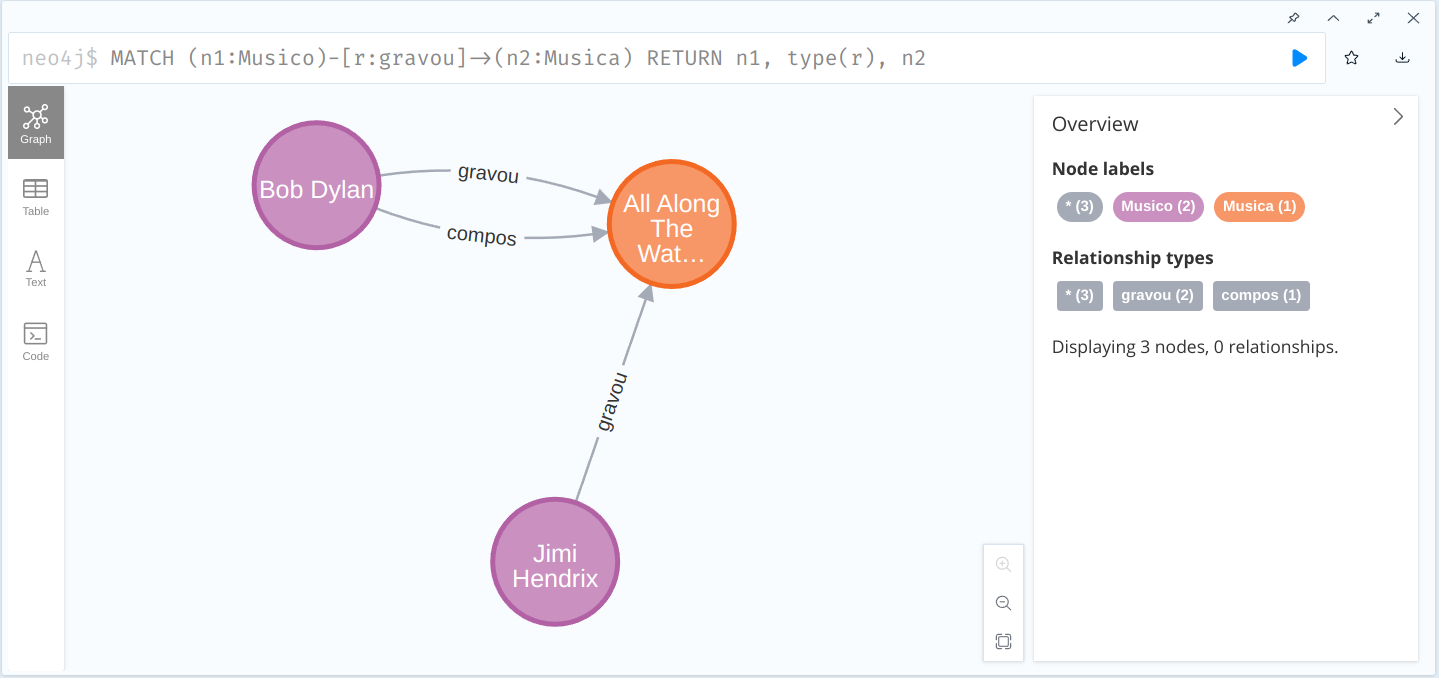 neo4j$ MATCH (n1:Musico)-[r:gravou]→(n2:Musica) RETURN n1, type(r), n2
Graph
Table
Text
Code
Bob Dylan
gravou
compos
All Along
The
Wat…
gravou
Jimi
Hendrix
Overview
Node labels
* (3) Musico (2) Musica (1)
Relationship types
* (3) gravou (2) compos (1)
Displaying 3 nodes, 0 relationships.